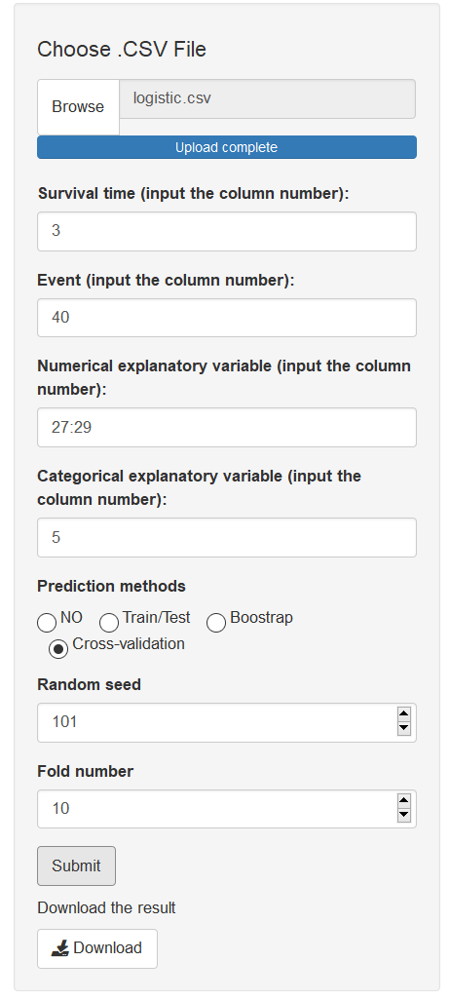 Choose .CSV File
Browse
logistic.csv
Upload complete
Survival time (input the column number):
3
Event (input the column number):
40
Numerical explanatory variable (input the column
number):
27:29
Categorical explanatory variable (input the
column number):
5
Prediction methods
NO Train/Test Boostrap
Cross-validation
Random seed
101
Fold number
10
Submit
Download the result
Download